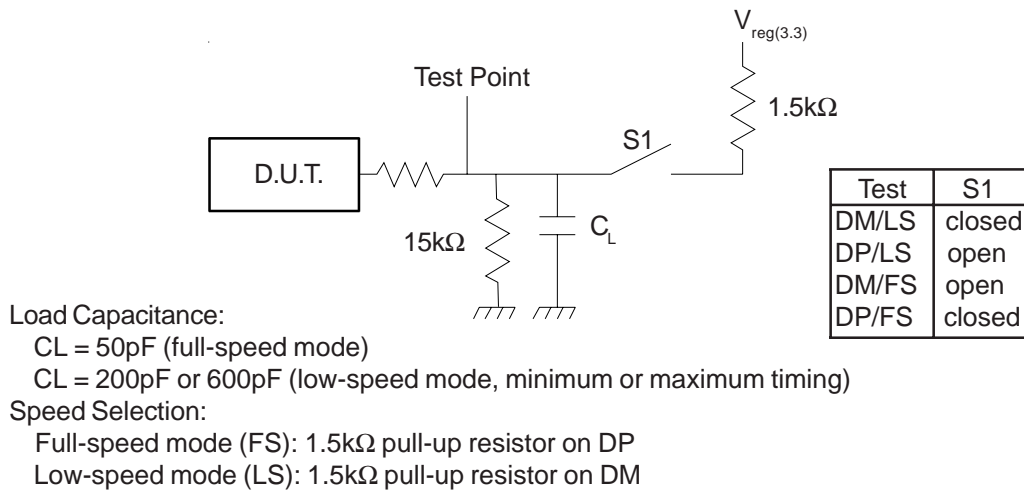 V reg(3.3)
Test Point
1.5kΩ
S1
D.U.T.
15kΩ
C L
Test S1
DM/LS closed
DP/LS open
DM/FS open
DP/FS closed
Load Capacitance:
CL = 50pF (full-speed mode)
CL = 200pF or 600pF (low-speed mode, minimum or maximum timing)
Speed Selection:
Full-speed mode (FS): 1.5kΩ pull-up resistor on DP
Low-speed mode (LS): 1.5kΩ pull-up resistor on DM